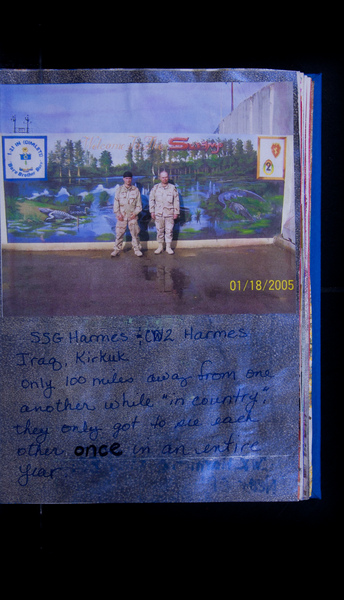 Welcome
01/18/2005
SSG Harmes & CW2 Harmes
Iraq, Kirkuk
only 100 miles away from one
another while "in country",
they only got to see each
other once in an entire
year